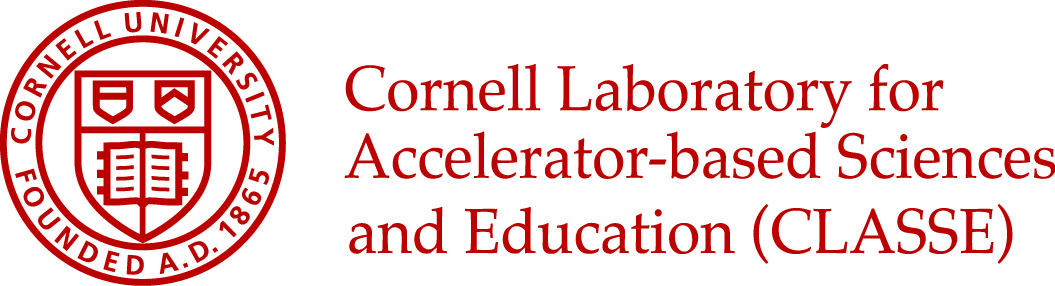 CORNELL UNIVERSITY
FOUNDED A.D. 1865
Cornell Laboratory for
Accelerator-based Sciences
and Education (CLASSE)